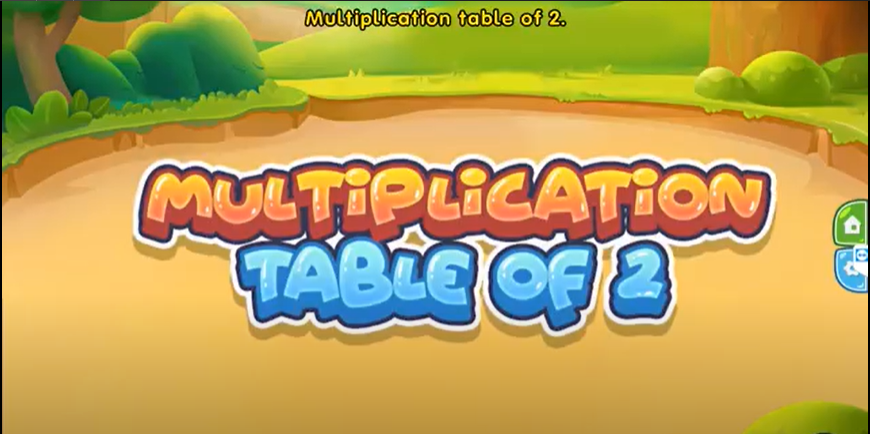 Multiplication table of 2.
MULTIPLICATION
TABLE OF 2